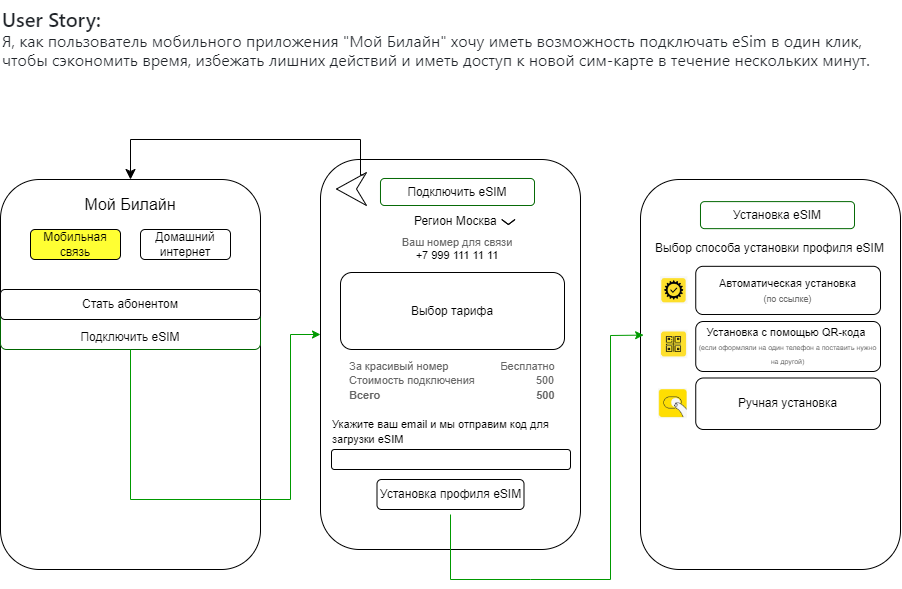 User Story:
Я, как пользователь мобильного приложения "Мой Билайн" хочу иметь возможность подключать eSim в один клик,
чтобы сэкономить время, избежать лишних действий и иметь доступ к новой сим-карте в течение нескольких минут.
Мой Билайн
Мобильная
связь
Домашний
интернет
Стать абонентом
Подключить eSIM
Подключить eSIM
Регион Москва
Ваш номер для связи
+7 999 111 11 11
Выбор тарифа
За красивый номер Бесплатно
Стоимость подключения 500
Всего 500
Укажите ваш email и мы отправим код для
загрузки eSIM
Установка профиля eSIM
Установка eSIM
Выбор способа установки профиля eSIM
Автоматическая установка
(по ссылке)
Установка с помощью QR-кода
(если оформляли на один телефон а поставить нужно
на другой)
Ручная установка